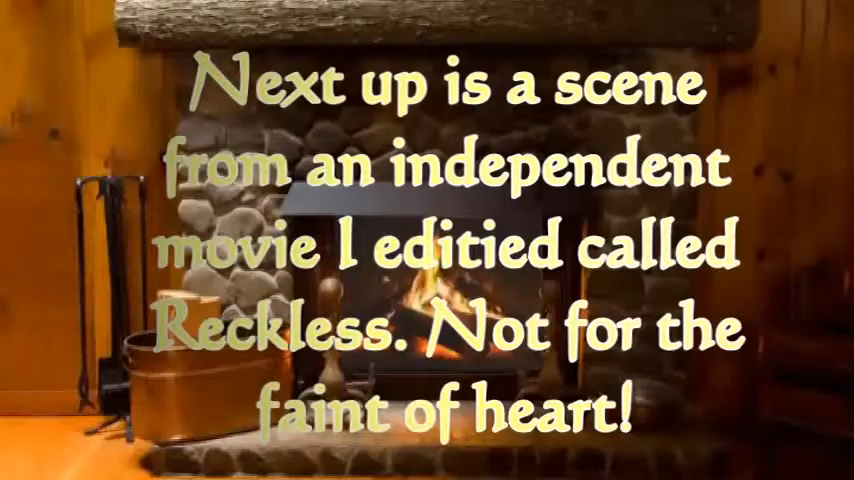 Next up is a scene
from an independent
movie I editied called
Reckless. Not for the
faint of heart!